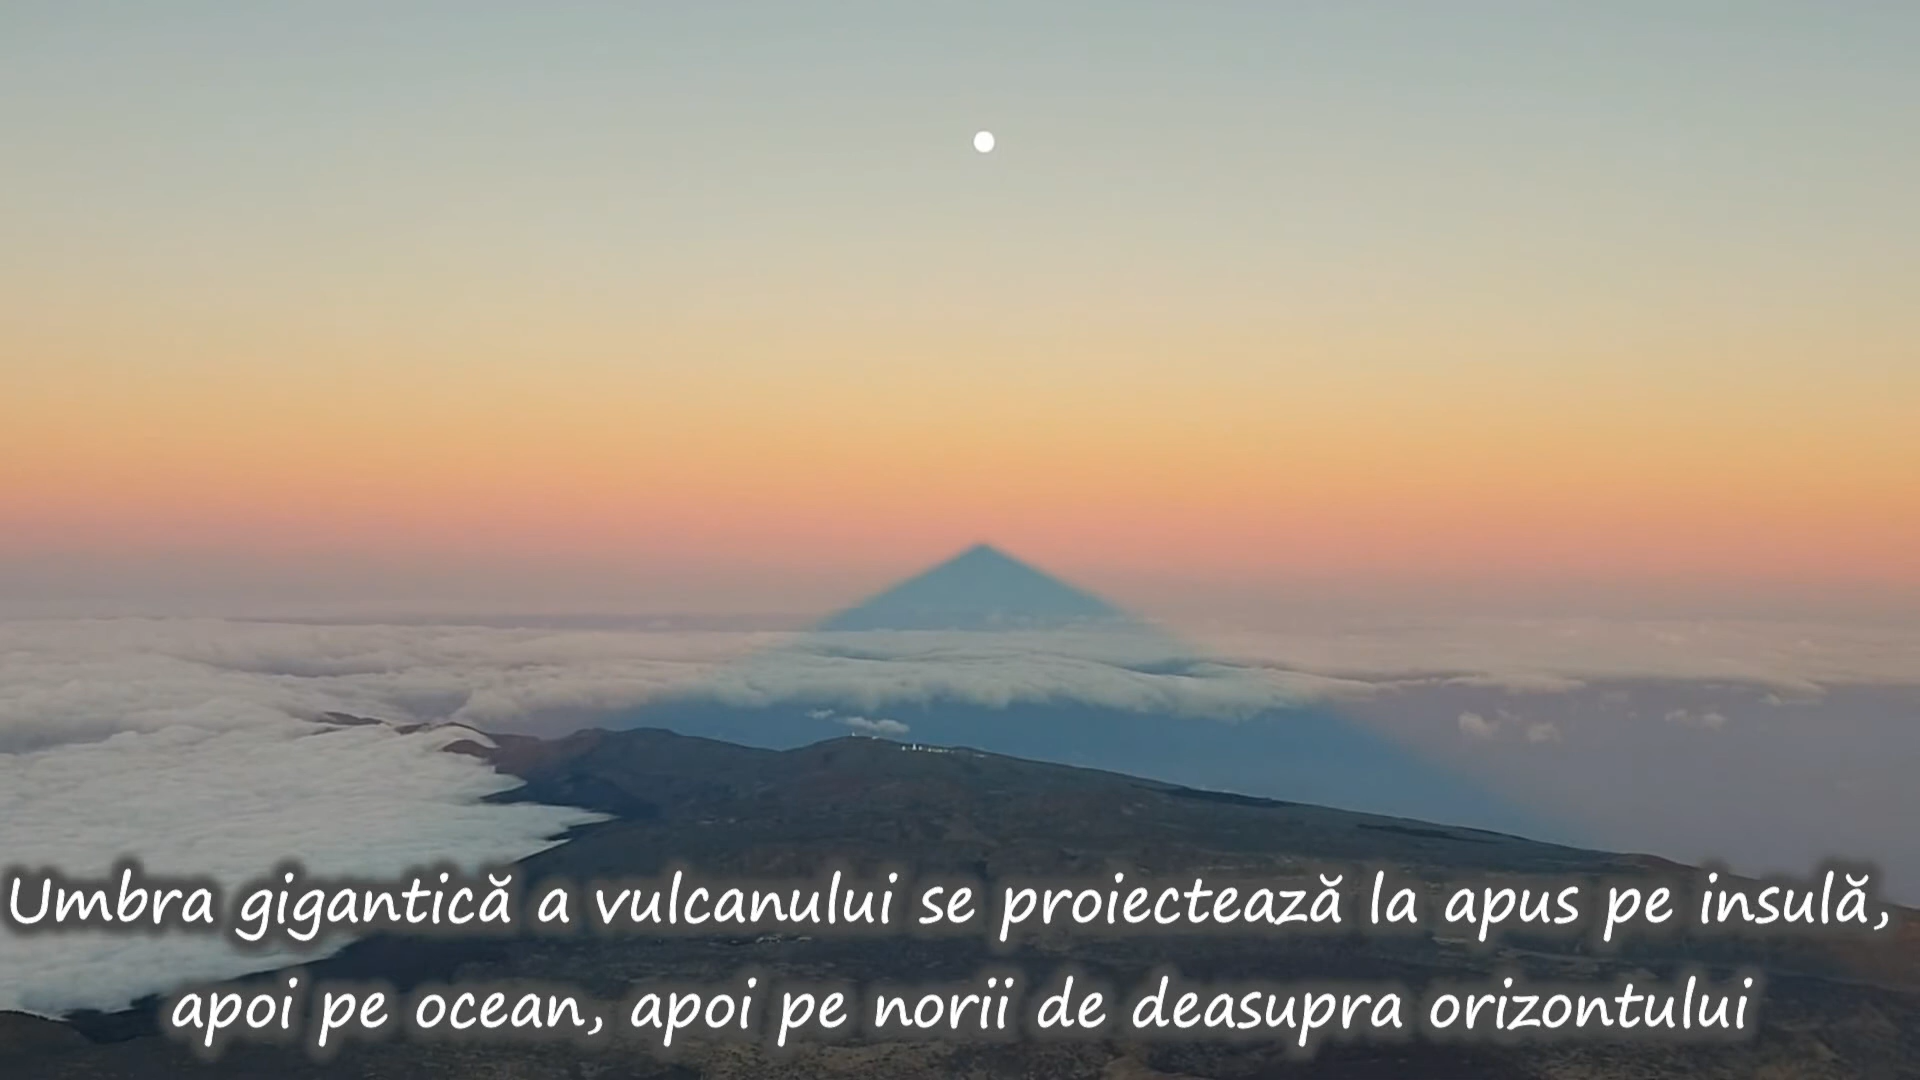 Umbra gigantică a vulcanului se proiectează la apus pe insulă,
apoi pe ocean, apoi pe norii de deasupra orizontului